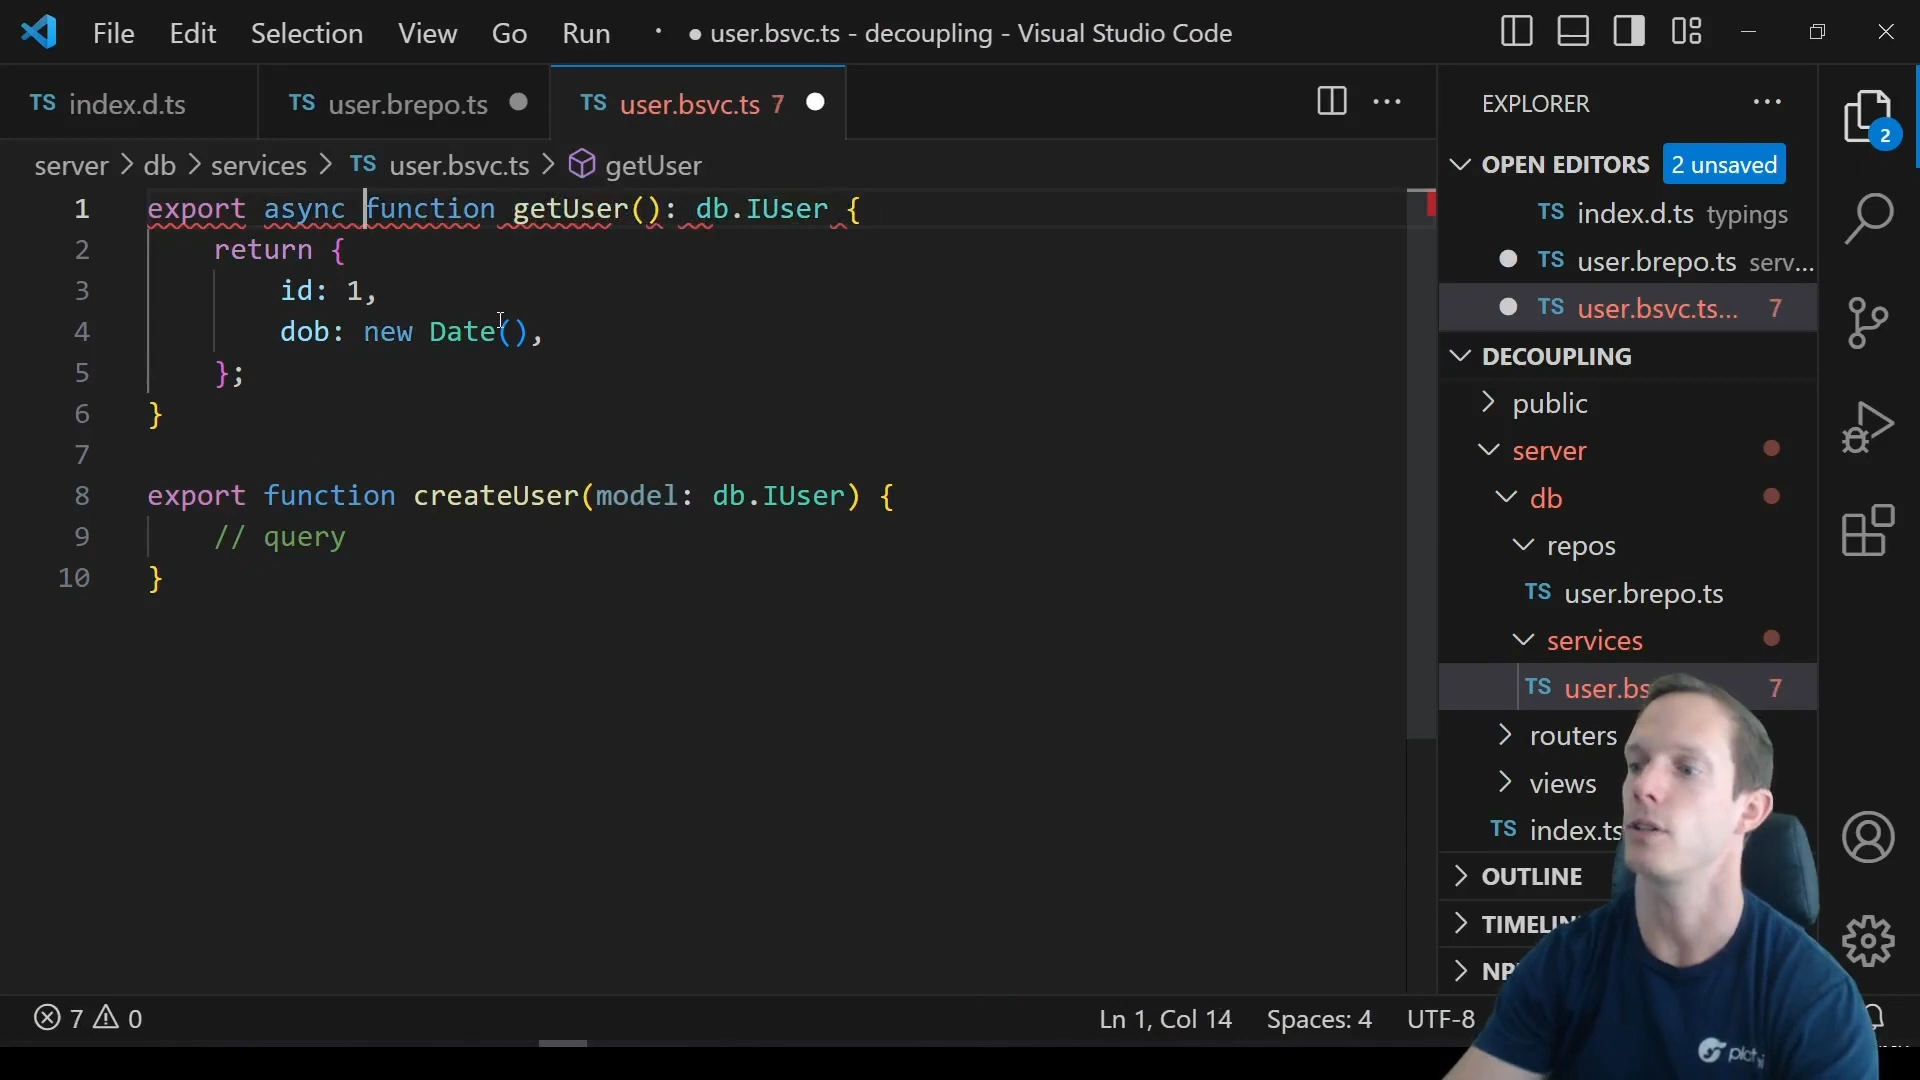 File Edit Selection View Go Run · ● user.bsvc.ts - decoupling - Visual Studio Code
TS index.d.ts
TS user.brepo.ts
TS user.bsvc.ts 7
server > db > services > TS user.bsvc.ts > getUser
1 export async function getUser(): db.IUser {
2 return {
3 id: 1,
4 dob: new Date(),
5 };
6 }
7
8 export function createUser(model: db.IUser) {
9 // query
10 }
EXPLORER
OPEN EDITORS 2 unsaved
TS index.d.ts typings
TS user.brepo.ts serv...
TS user.bsvc.ts... 7
DECOUPLING
public
server
db
repos
TS user.brepo.ts
services
TS user.bs 7
routers
views
TS index.ts
OUTLINE
TIMELIN
NP
2
7 0
Ln 1, Col 14 Spaces: 4 UTF-8